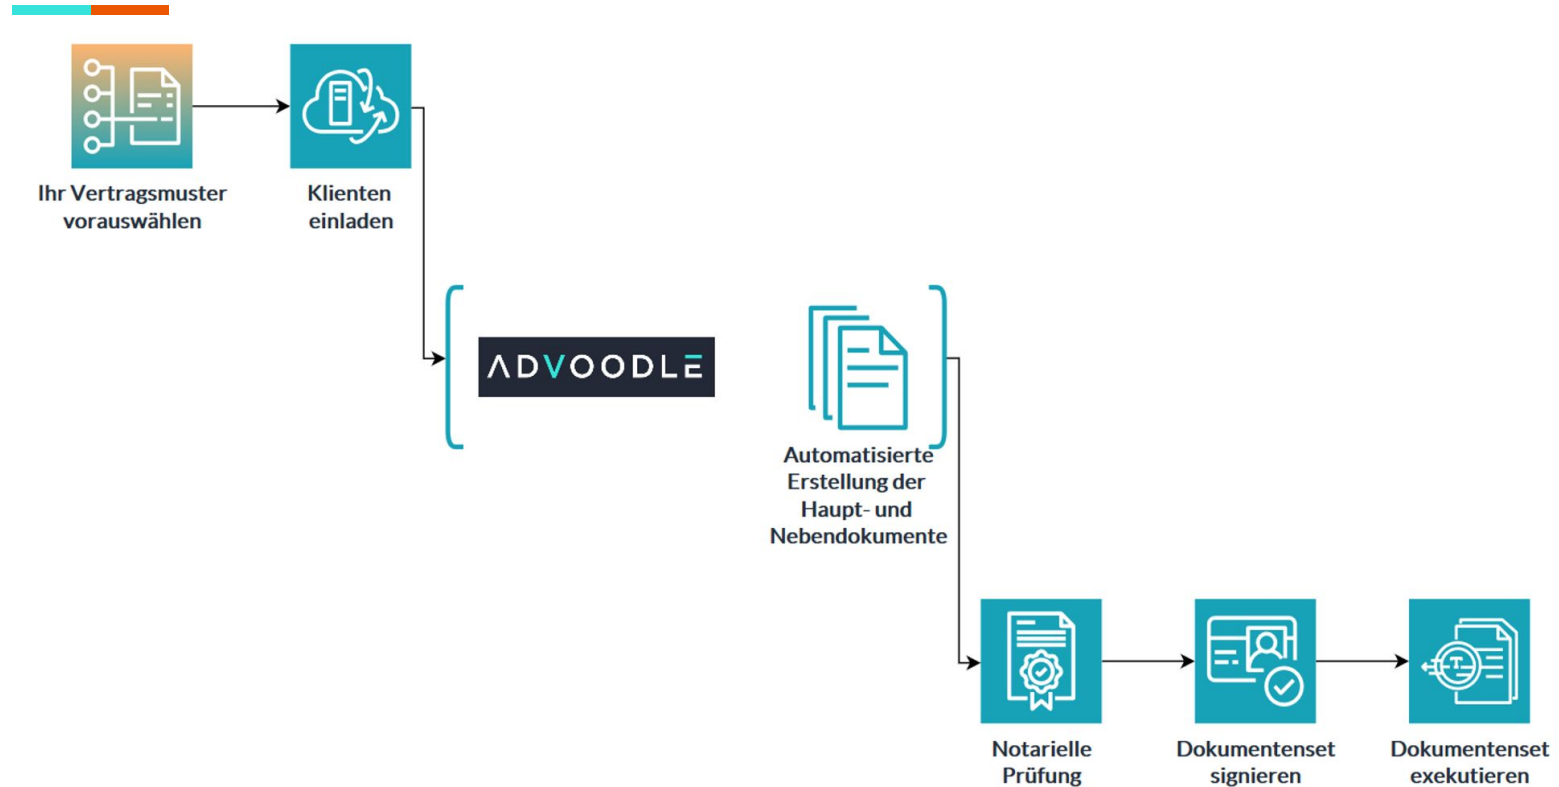 Ihr Vertragsmuster
vorauswählen
Klienten
einladen
ADVOODLE
Automatisierte
Erstellung der
Haupt- und
Nebendokumente
Notarielle
Prüfung
Dokumentenset
signieren
Dokumentenset
exekutieren